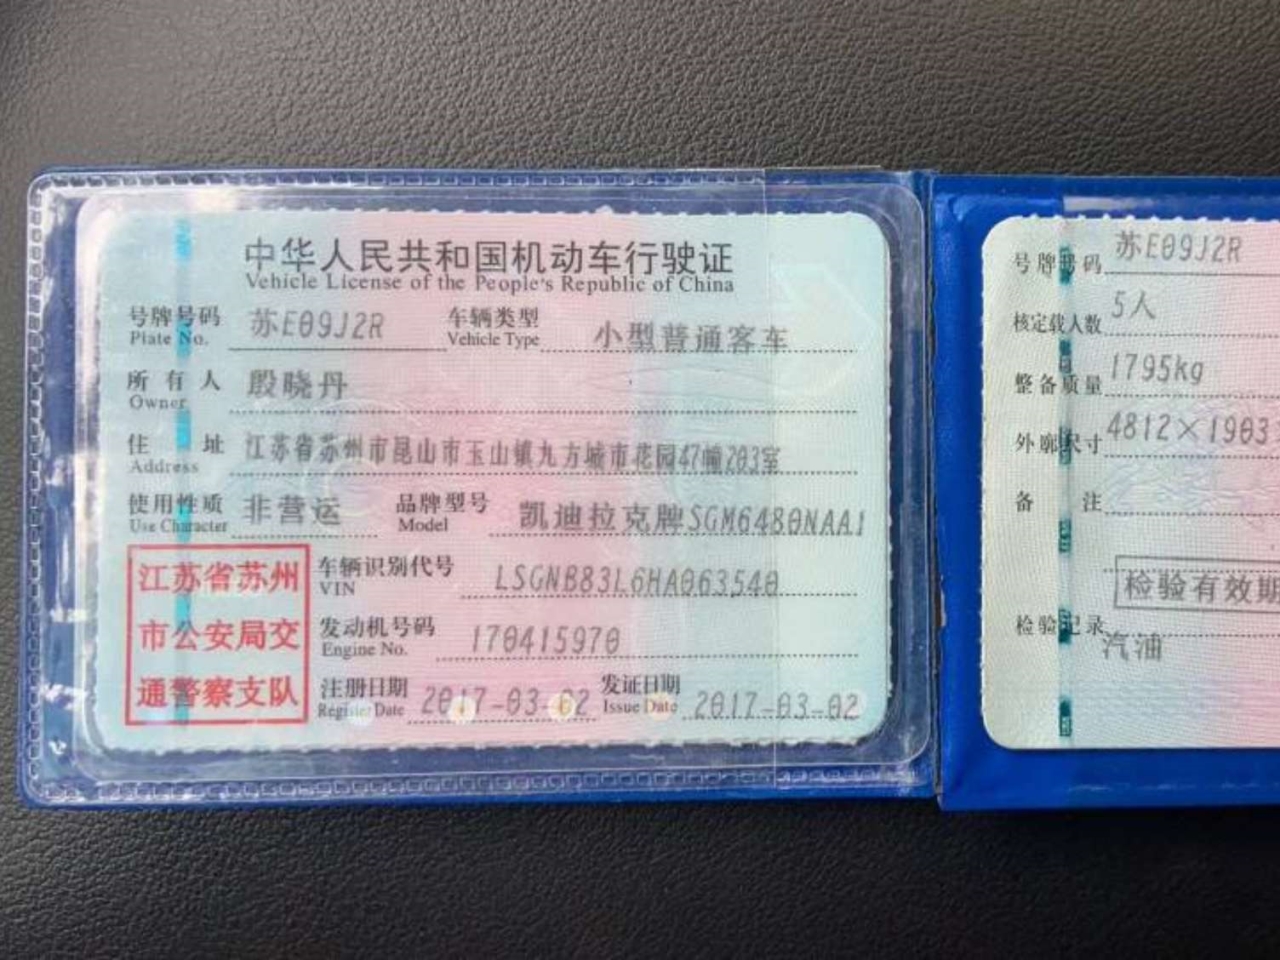 中华人民共和国机动车行驶证
Vehicle License of the People's Republic of China
号牌号码 苏E09J2R 车辆类型 小型普通客车
Plate No. Vehicle Type
所有人 殷晓丹
Owner
住址 江苏省苏州市昆山市玉山镇九方城市花园47幢203室
Address
使用性质 非营运 品牌型号 凯迪拉克牌SGM6480NAA1
Use Character Model
江苏省苏州
市公安局交
通警察支队
车辆识别代号 LSGNB83L6HA063540
VIN
发动机号码 170415970
Engine No.
注册日期 2017-03-02 发证日期 2017-03-02
Register Date Issue Date
号牌号码 苏E09J2R
核定载人数 5人
整备质量 1795kg
外廓尺寸 4812×1903
备注
检验有效期
检验记录
汽油